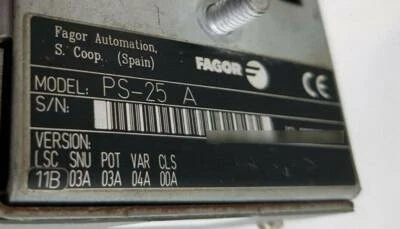 Fagor Automation,
S. Coop. (Spain)
FAGOR
CE
MODEL: PS-25 A
S/N:
VERSION:
LSC SNU POT VAR CLS
11B 03A 03A 04A 00A